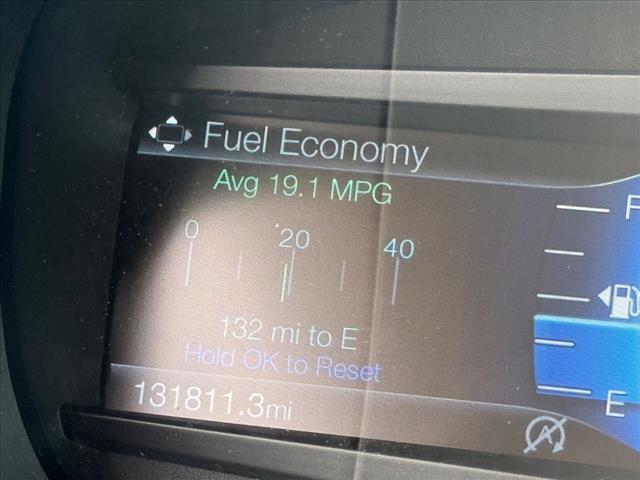 Fuel Economy
Avg 19.1 MPG
0 20 40
132 mi to E
Hold OK to Reset
131811.3mi
F
E
A